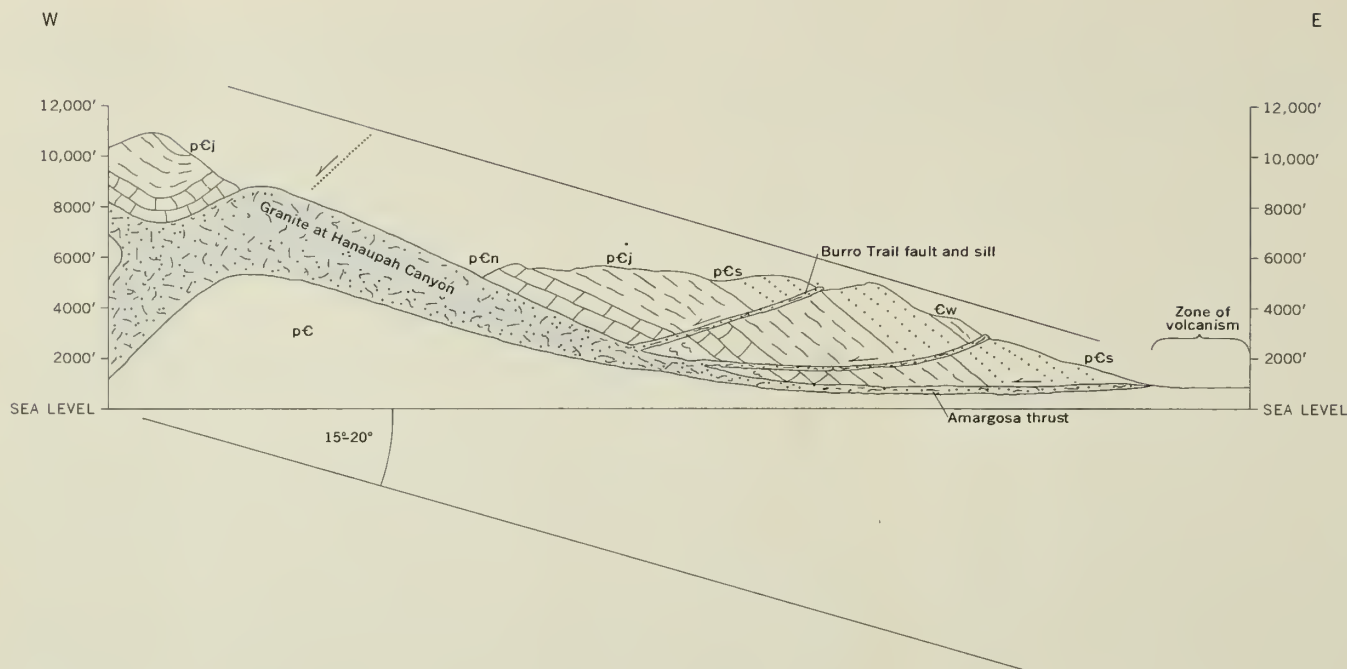 W
E
12,000'
10,000'
8000'
6000'
4000'
2000'
SEA LEVEL
p€j
Granite at Hanaupah Canyon
p€
p€n
p€j
p€s
Burro Trail fault and sill
€w
p€s
Zone of
volcanism
Amargosa thrust
15º-20°
12,000'
10,000'
8000'
6000'
4000'
2000'
SEA LEVEL